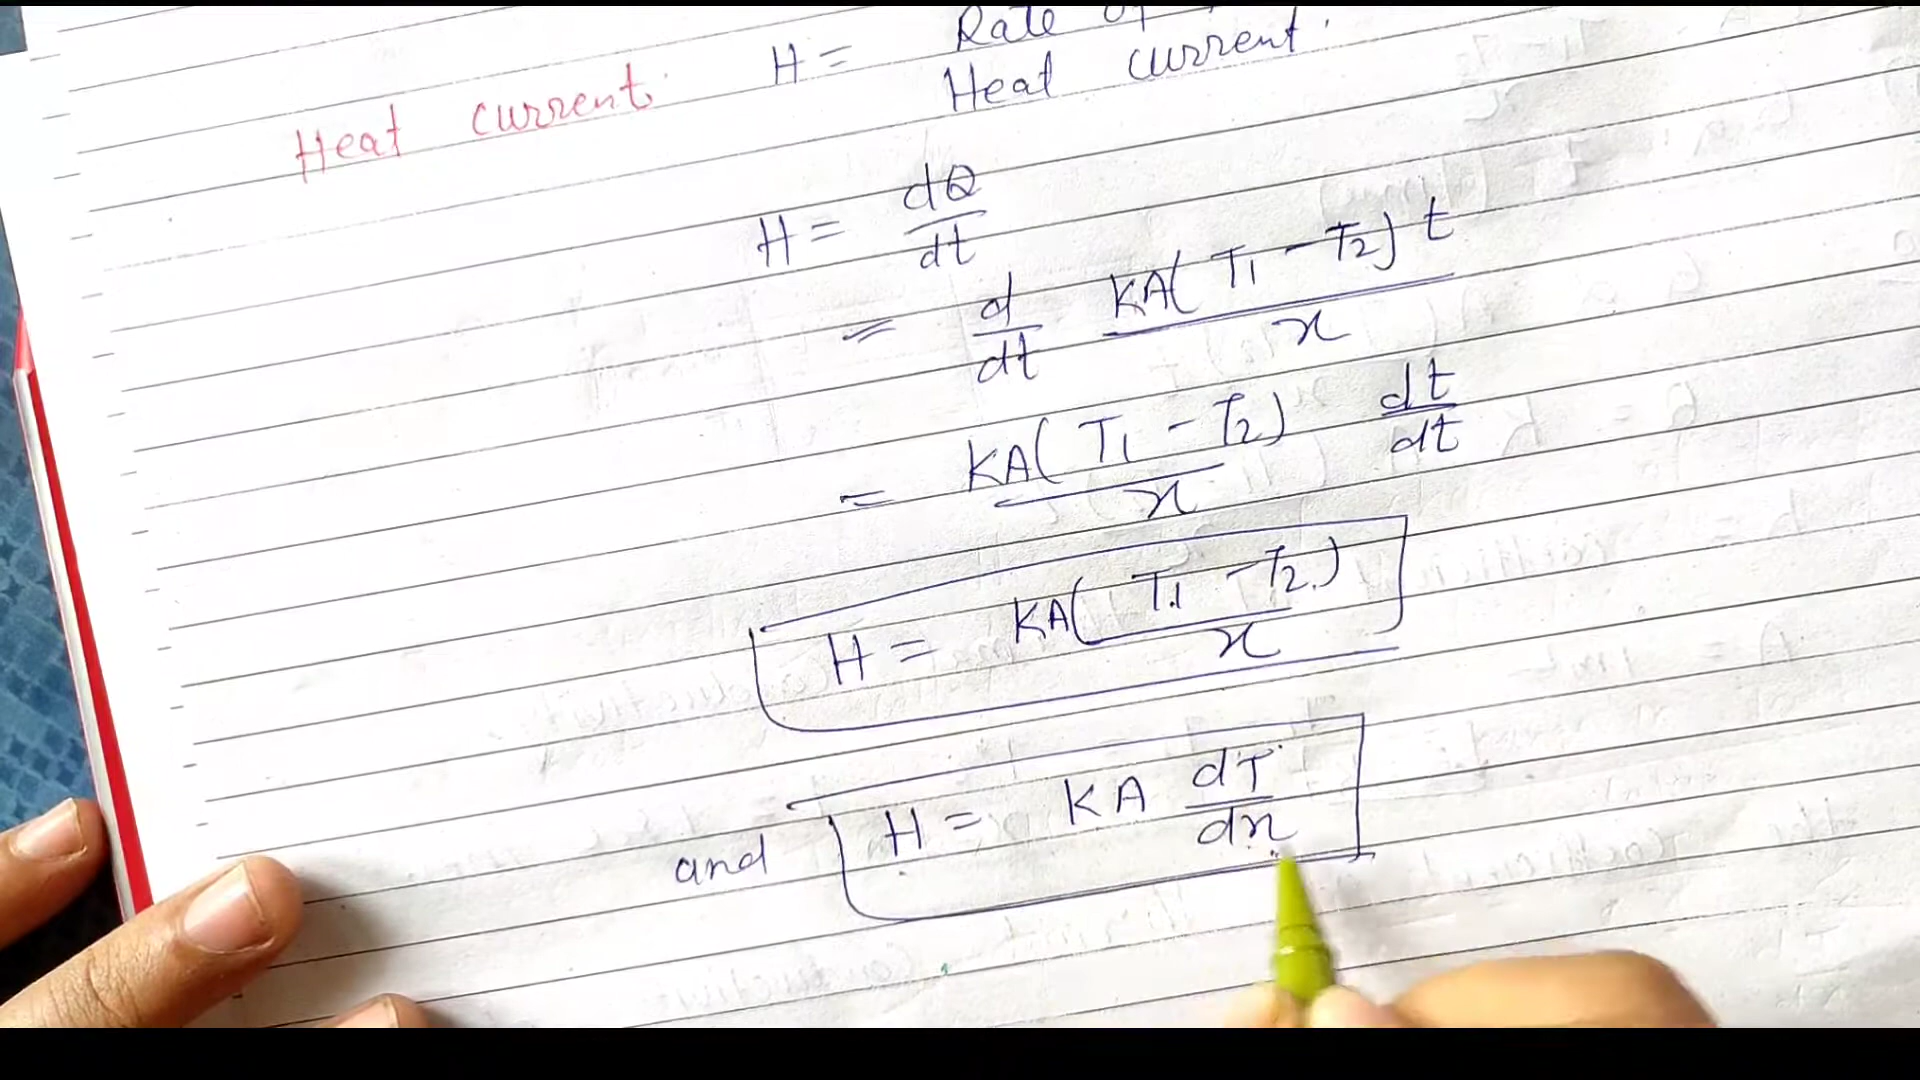 Rate of
Heat current. H = Heat current.
H = dQ/dt
= d/dt KA(T1 - T2) t / x
= KA(T1 - T2) / x dt/dt
H = KA(T1 - T2) / x
and H = KA dT/dx